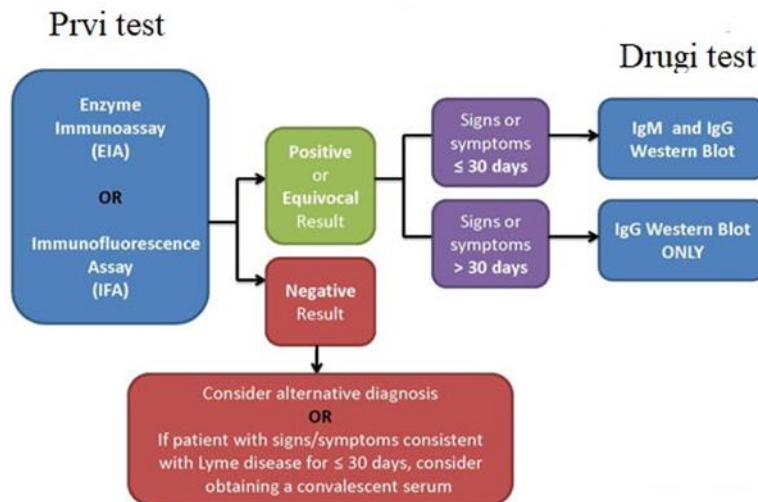 Prvi test
Drugi test
Enzyme
Immunoassay
(EIA)
OR
Immunofluorescence
Assay
(IFA)
Positive
or
Equivocal
Result
Negative
Result
Signs or
symptoms
≤ 30 days
Signs or
symptoms
> 30 days
IgM and IgG
Western Blot
IgG Western Blot
ONLY
Consider alternative diagnosis
OR
If patient with signs/symptoms consistent
with Lyme disease for ≤ 30 days, consider
obtaining a convalescent serum